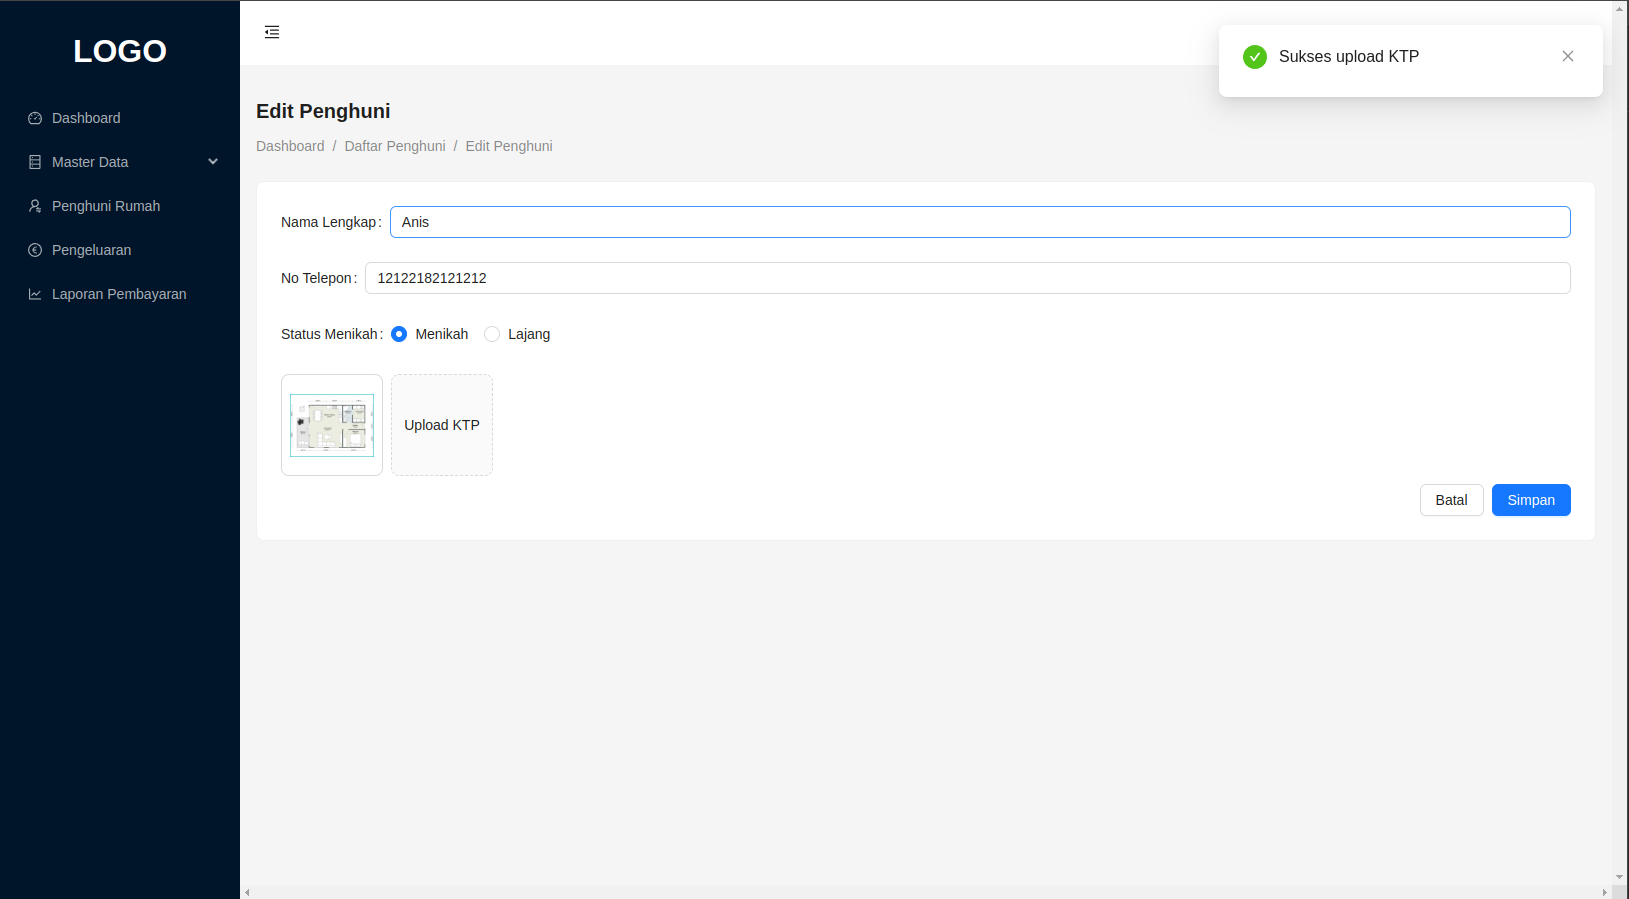 LOGO
Dashboard
Master Data
Penghuni Rumah
Pengeluaran
Laporan Pembayaran
Sukses upload KTP
Edit Penghuni
Dashboard / Daftar Penghuni / Edit Penghuni
Nama Lengkap: Anis
No Telepon: 12122182121212
Status Menikah: Menikah Lajang
Upload KTP
Batal Simpan